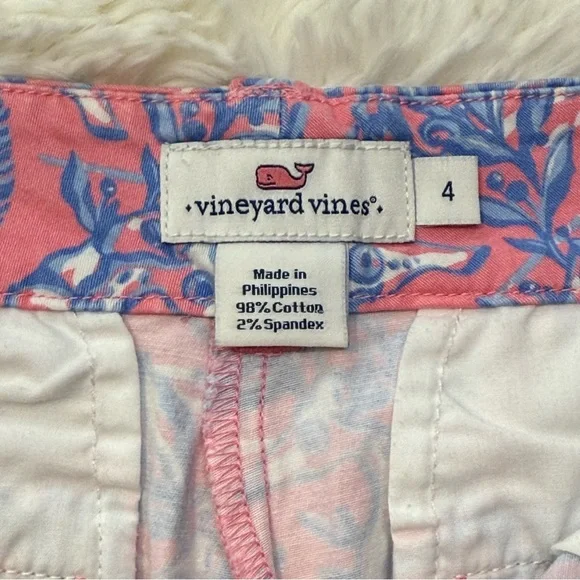 vineyard vines®
4
Made in
Philippines
98% Cotton
2% Spandex